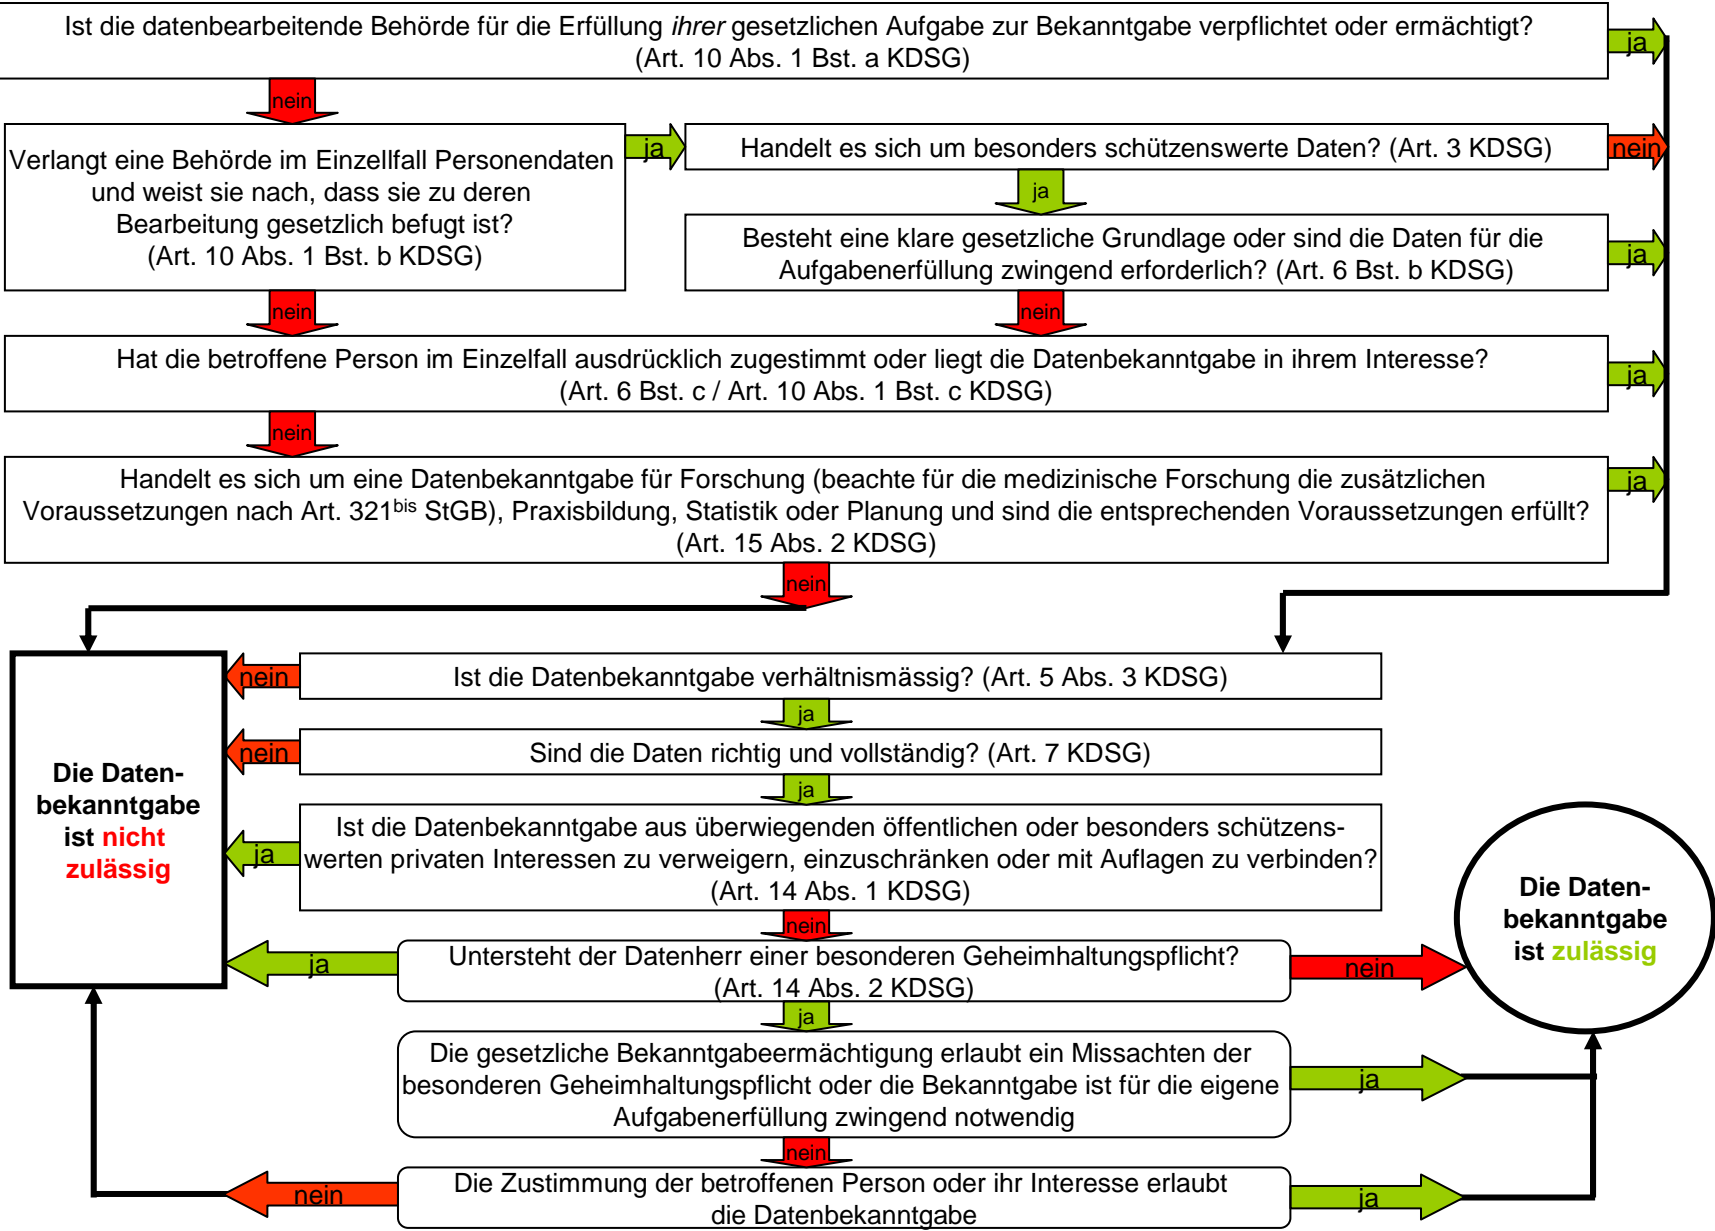 Ist die datenbearbeitende Behörde für die Erfüllung ihrer gesetzlichen Aufgabe zur Bekanntgabe verpflichtet oder ermächtigt?
(Art. 10 Abs. 1 Bst. a KDSG)
ja
nein
Verlangt eine Behörde im Einzellfall Personendaten
und weist sie nach, dass sie zu deren
Bearbeitung gesetzlich befugt ist?
(Art. 10 Abs. 1 Bst. b KDSG)
ja
Handelt es sich um besonders schützenswerte Daten? (Art. 3 KDSG)
nein
ja
Besteht eine klare gesetzliche Grundlage oder sind die Daten für die
Aufgabenerfüllung zwingend erforderlich? (Art. 6 Bst. b KDSG)
ja
nein
nein
Hat die betroffene Person im Einzelfall ausdrücklich zugestimmt oder liegt die Datenbekanntgabe in ihrem Interesse?
(Art. 6 Bst. c / Art. 10 Abs. 1 Bst. c KDSG)
ja
nein
Handelt es sich um eine Datenbekanntgabe für Forschung (beachte für die medizinische Forschung die zusätzlichen
Voraussetzungen nach Art. 321bis StGB), Praxisbildung, Statistik oder Planung und sind die entsprechenden Voraussetzungen erfüllt?
(Art. 15 Abs. 2 KDSG)
ja
nein
nein
Ist die Datenbekanntgabe verhältnismässig? (Art. 5 Abs. 3 KDSG)
ja
nein
Sind die Daten richtig und vollständig? (Art. 7 KDSG)
ja
Die Daten-
bekanntgabe
ist nicht
zulässig
ja
Ist die Datenbekanntgabe aus überwiegenden öffentlichen oder besonders schützens-
werten privaten Interessen zu verweigern, einzuschränken oder mit Auflagen zu verbinden?
(Art. 14 Abs. 1 KDSG)
nein
Die Daten-
bekanntgabe
ist zulässig
ja
Untersteht der Datenherr einer besonderen Geheimhaltungspflicht?
(Art. 14 Abs. 2 KDSG)
nein
ja
Die gesetzliche Bekanntgabeermächtigung erlaubt ein Missachten der
besonderen Geheimhaltungspflicht oder die Bekanntgabe ist für die eigene
Aufgabenerfüllung zwingend notwendig
ja
nein
nein
Die Zustimmung der betroffenen Person oder ihr Interesse erlaubt
die Datenbekanntgabe
ja